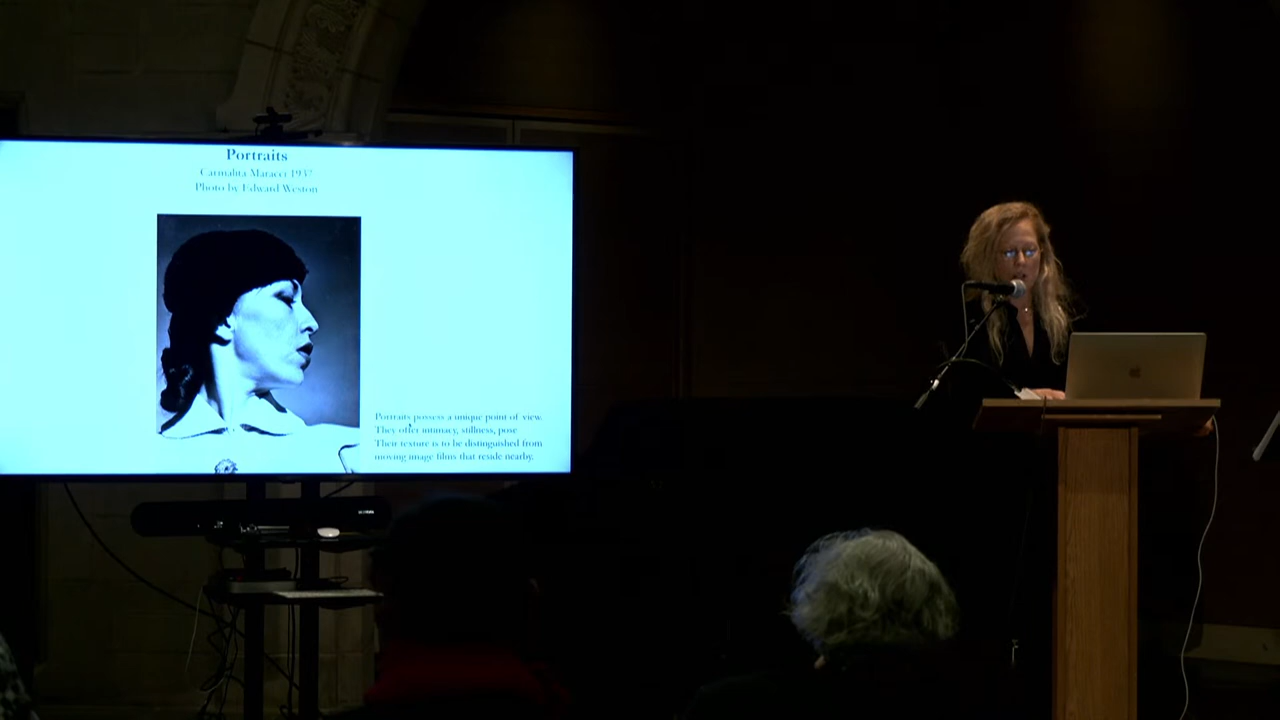 Portraits
Carmalita Maracci 1937
Photo by Edward Weston
Portraits possess a unique point of view.
They offer intimacy, stillness, pose
Their texture is to be distinguished from
moving image films that reside nearby.